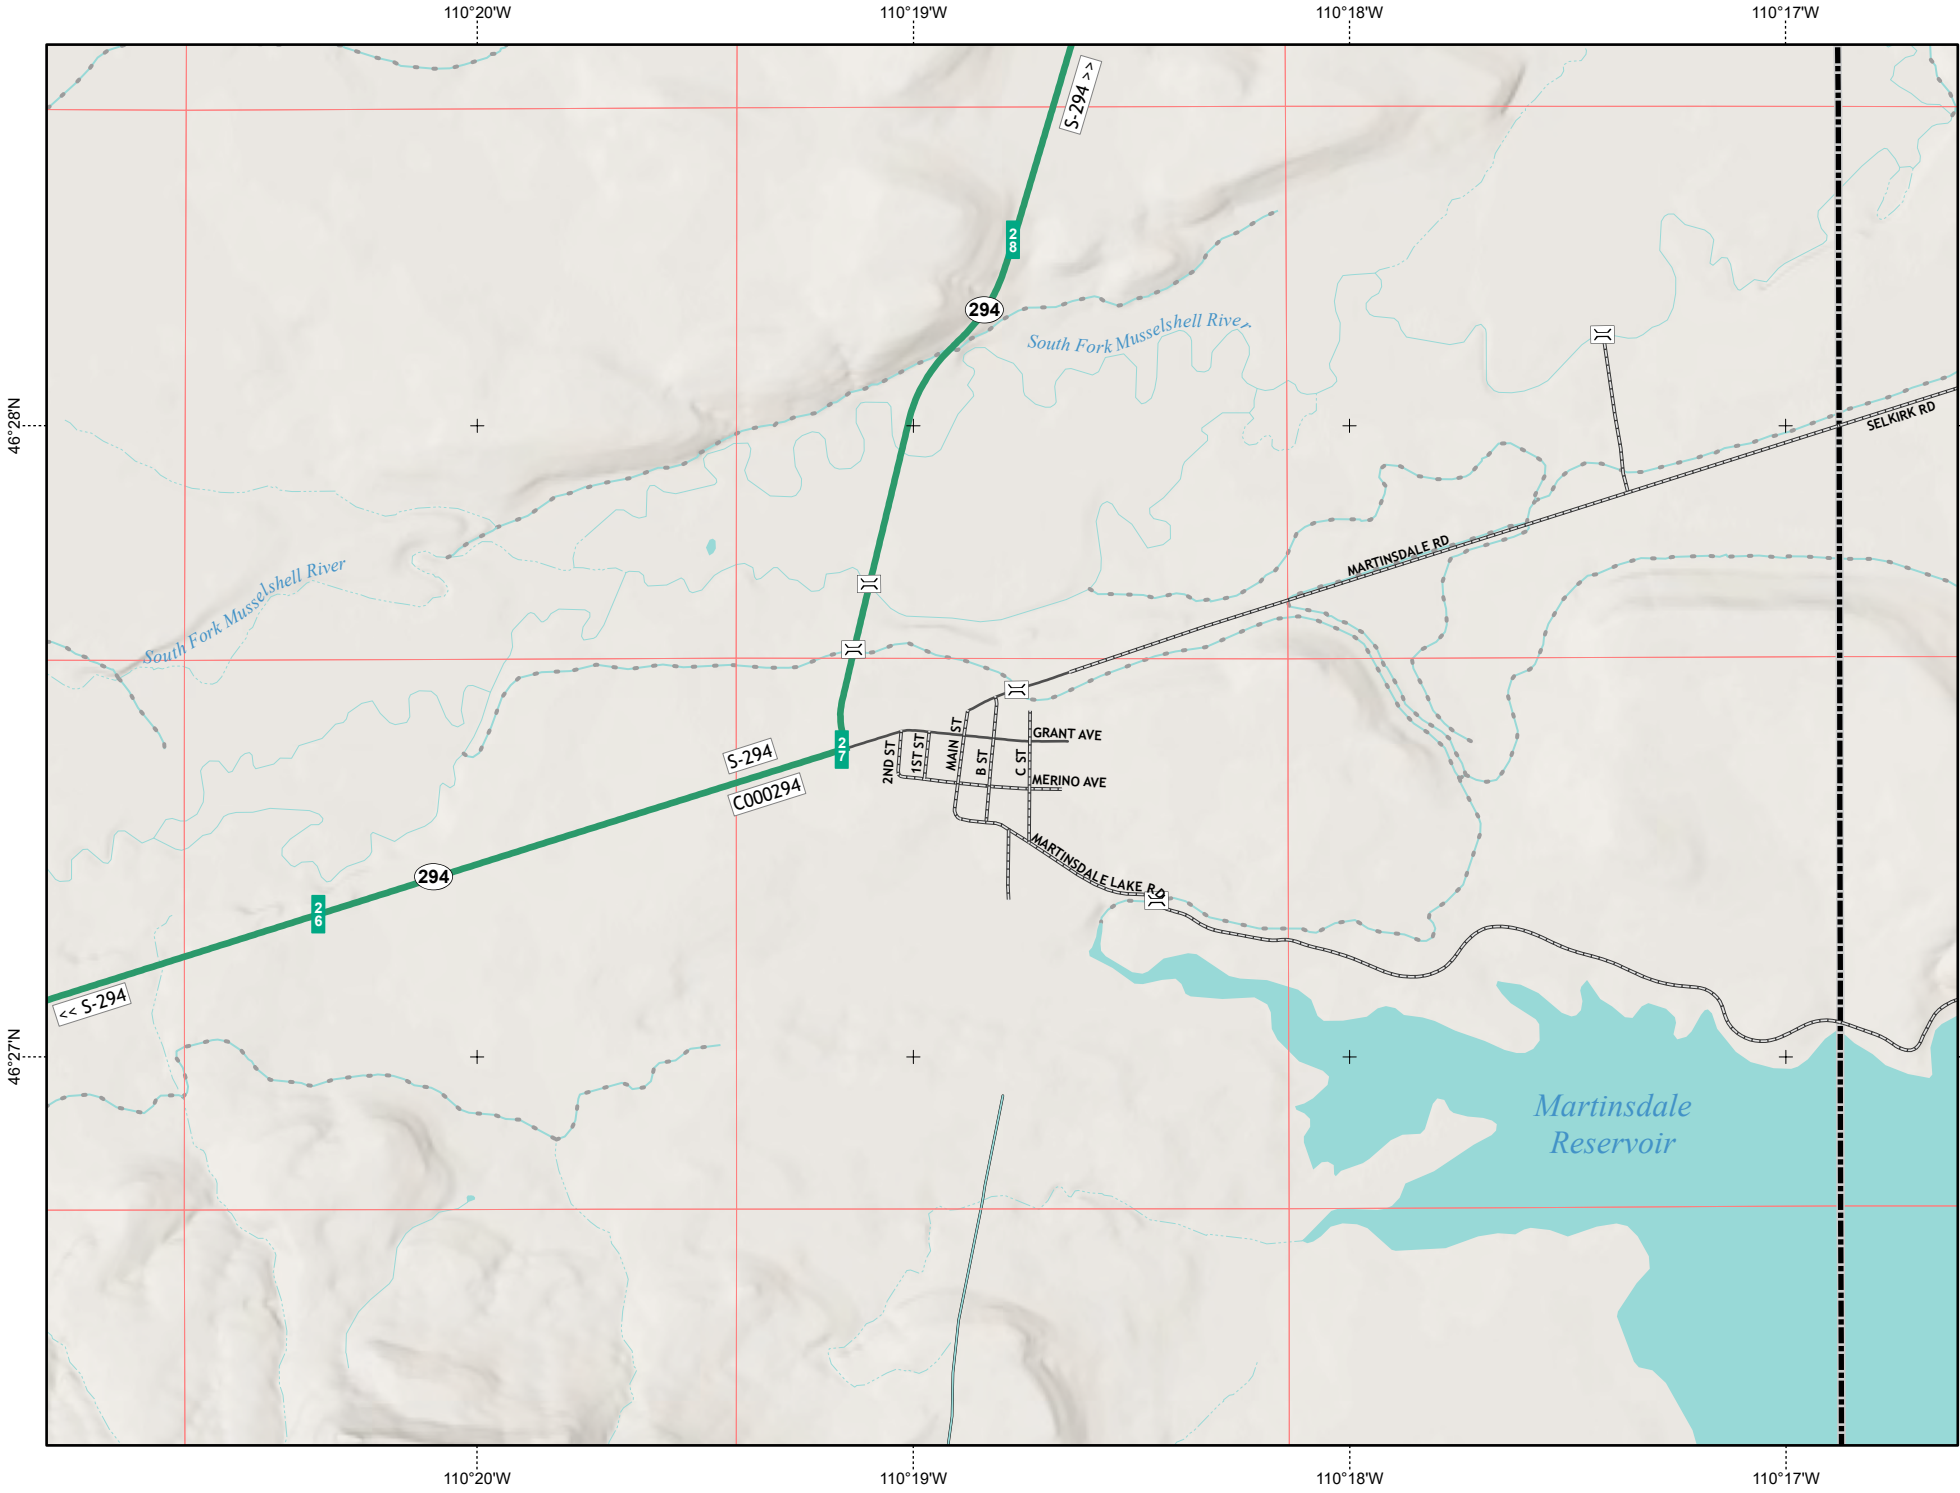 110°20'W
110°19'W
110°18'W
110°17'W
S-294 >>
28
294
South Fork Musselshell River
46°28'N
SELKIRK RD
MARTINSDALE RD
South Fork Musselshell River
27
GRANT AVE
MAIN ST
2ND ST
1ST ST
B ST
C ST
MERINO AVE
S-294
C000294
MARTINSDALE LAKE RD
294
26
<< S-294
46°27'N
Martinsdale
Reservoir
110°20'W
110°19'W
110°18'W
110°17'W